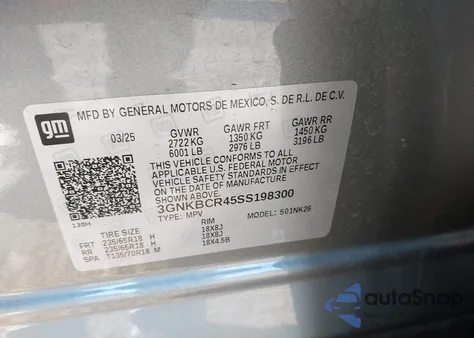 gm
MFD BY GENERAL MOTORS DE MEXICO, S. DE R.L. DE C.V.
03/25 GVWR GAWR FRT GAWR RR
2722 KG 1350 KG 1450 KG
6001 LB 2976 LB 3196 LB
THIS VEHICLE CONFORMS TO ALL
APPLICABLE U.S. FEDERAL MOTOR
VEHICLE SAFETY STANDARDS IN EFFECT
ON THE DATE OF MANUFACTURE SHOWN
ABOVE.
3GNKBCR45SS198300
130H TYPE: MPV MODEL: 501NK26
TIRE SIZE RIM
FRT 235/65R18 H 18X8J
RR 235/65R18 H 18X8J
SPA T135/70R18 M 18X4.5B
autoSnap